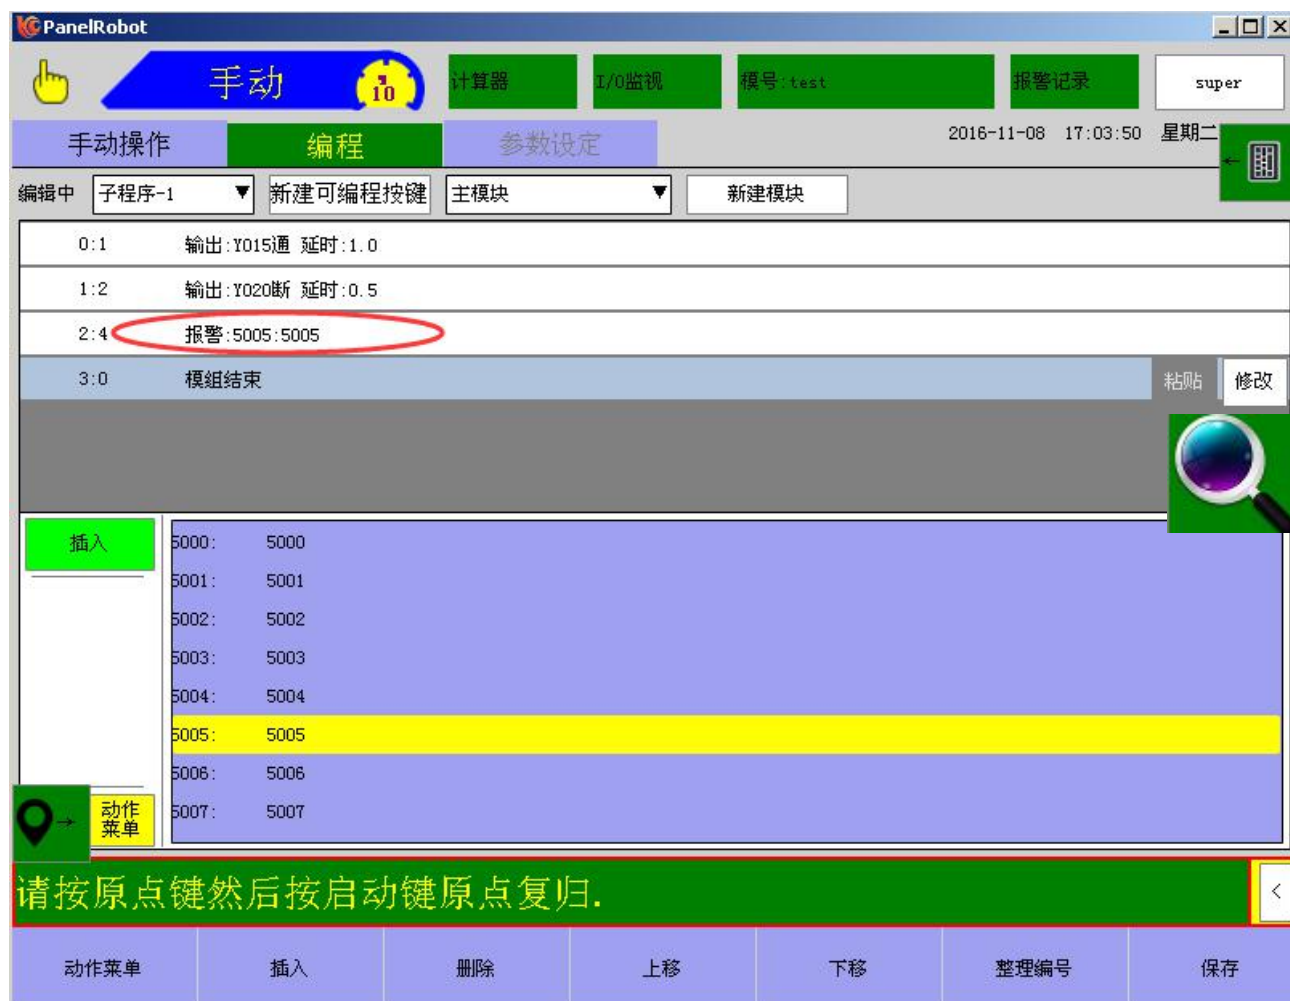 PanelRobot
手动 10 计算器 I/O监视 模号:test 报警记录 super
手动操作 编程 参数设定 2016-11-08 17:03:50 星期二
编辑中 子程序-1 新建可编程按键 主模块 新建模块
0:1 输出:Y015通 延时:1.0
1:2 输出:Y020断 延时:0.5
2:4 报警:5005:5005
3:0 模组结束 粘贴 修改
插入
5000: 5000
5001: 5001
5002: 5002
5003: 5003
5004: 5004
5005: 5005
5006: 5006
5007: 5007
动作
菜单
请按原点键然后按启动键原点复归.
<
动作菜单 插入 删除 上移 下移 整理编号 保存